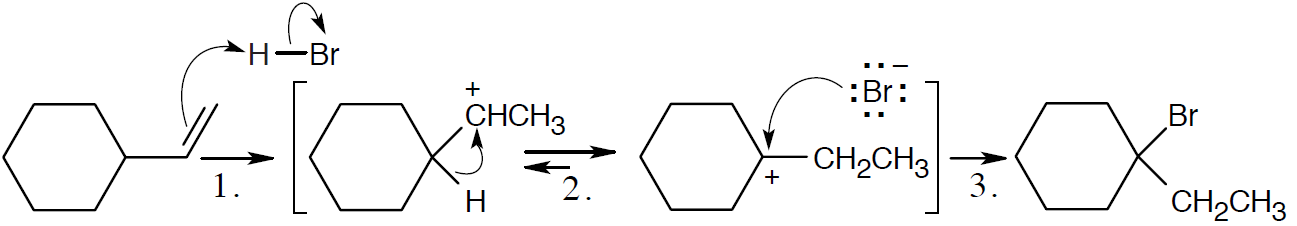 H Br
1.
+
CHCH3
H
2.
+
CH2CH3
:Br:–
3.
Br
CH2CH3